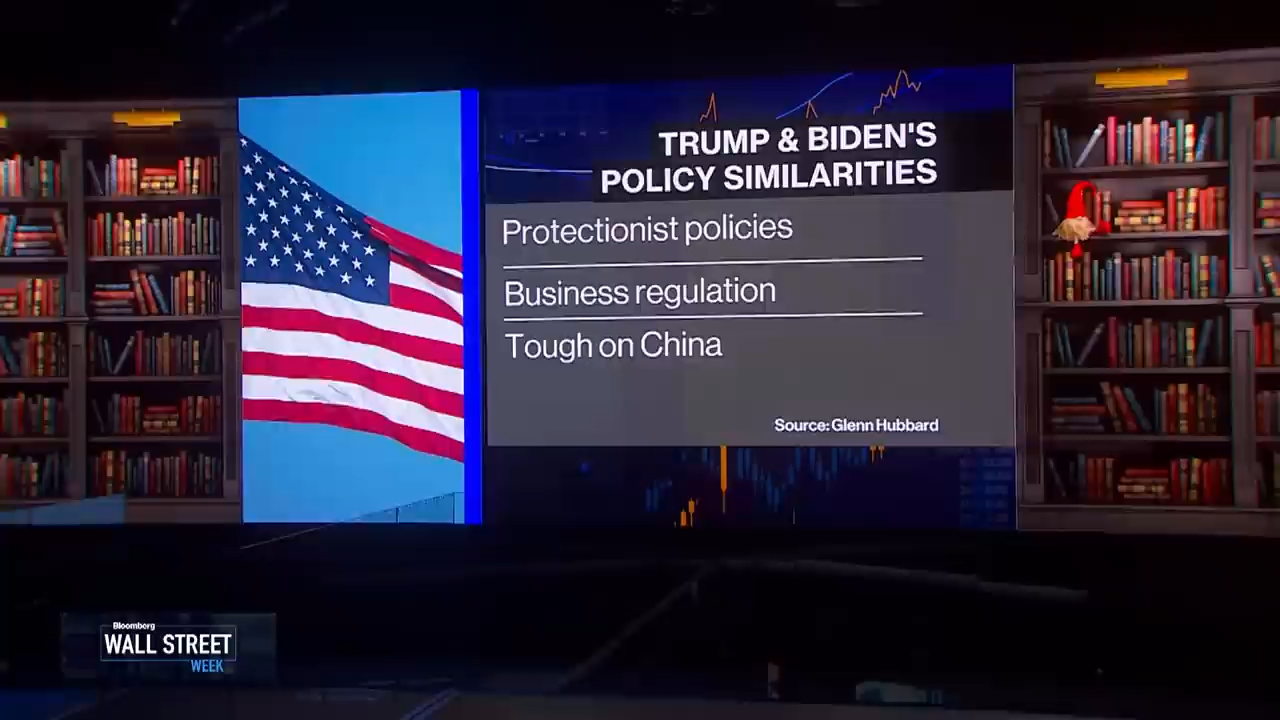 TRUMP & BIDEN'S
POLICY SIMILARITIES
Protectionist policies
Business regulation
Tough on China
Source: Glenn Hubbard
Bloomberg
WALL STREET
WEEK